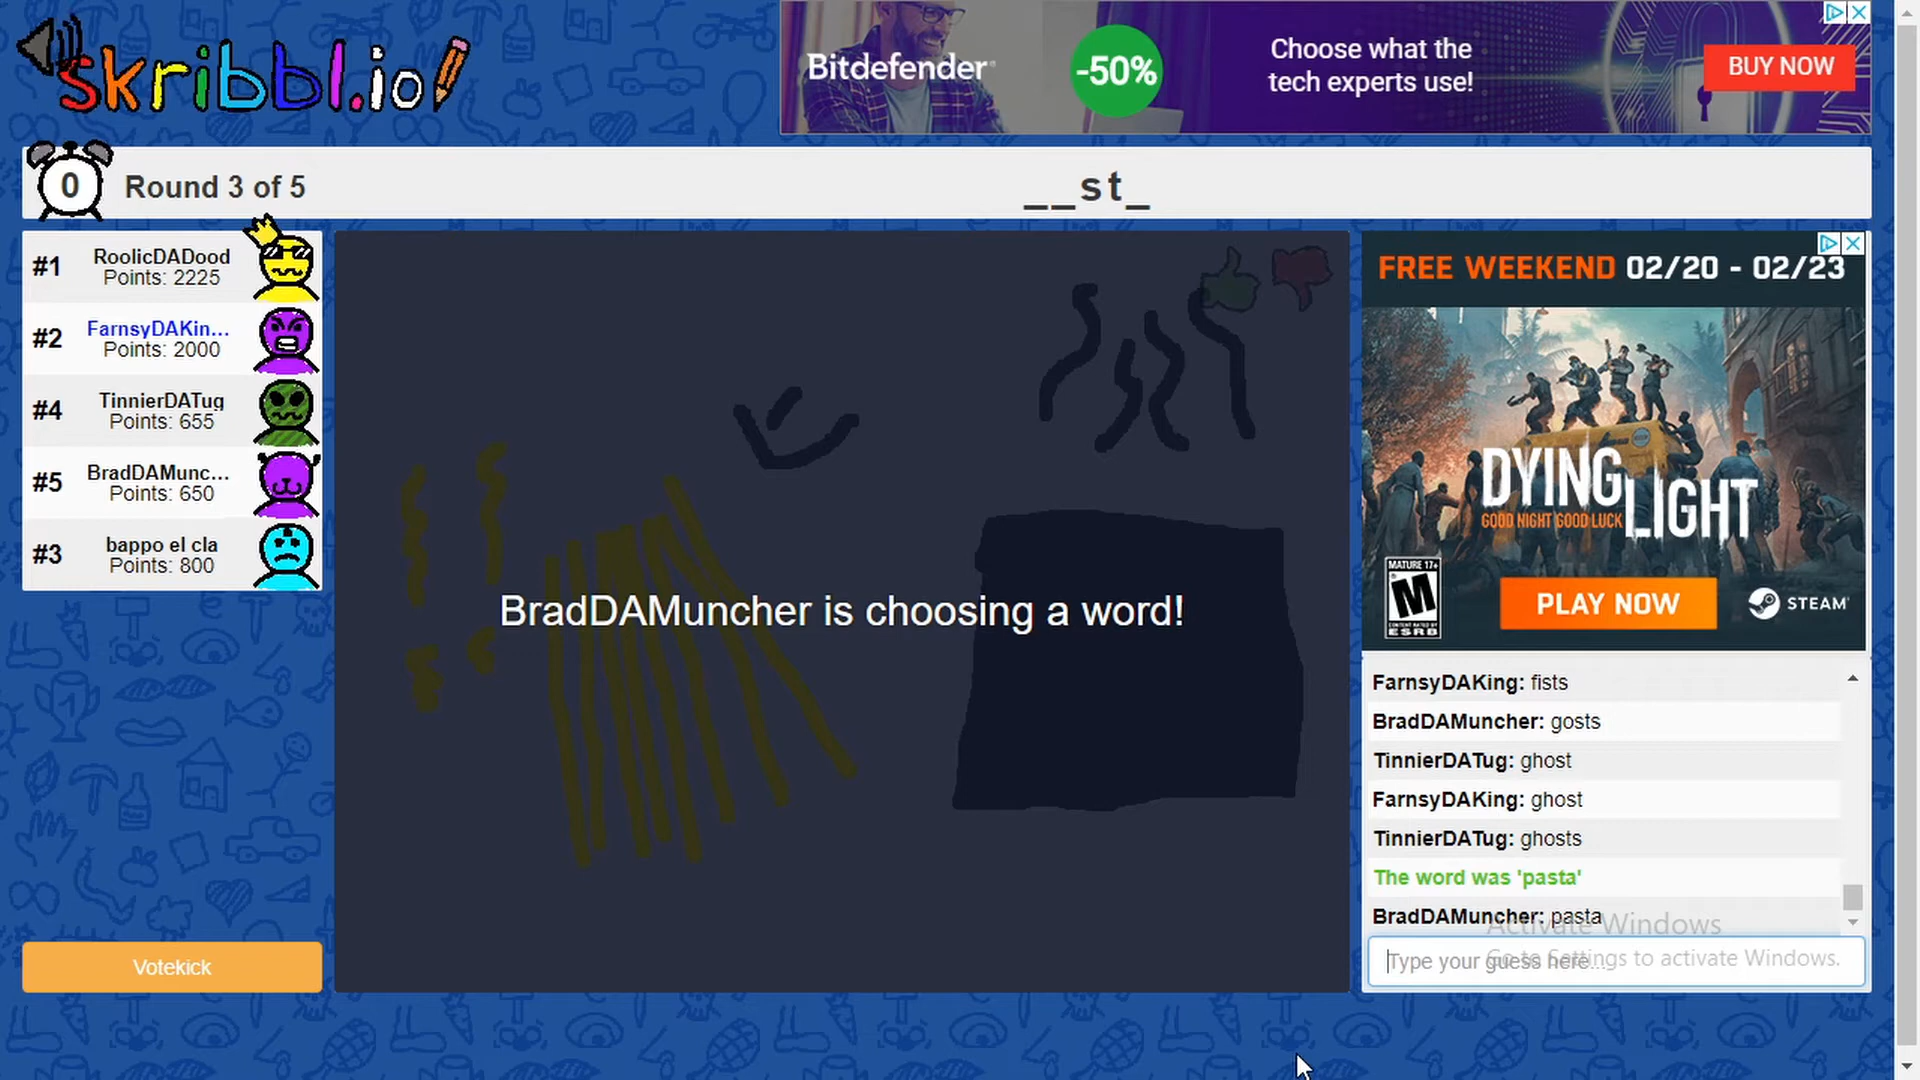 skribbl.io
Bitdefender
-50%
Choose what the
tech experts use!
BUY NOW
0
Round 3 of 5
__st_
#1
RoolicDADood
Points: 2225
#2
FarnsyDAKin...
Points: 2000
#4
TinnierDATug
Points: 655
#5
BradDAMunc...
Points: 650
#3
bappo el cla
Points: 800
Votekick
BradDAMuncher is choosing a word!
FREE WEEKEND 02/20 - 02/23
DYING
LIGHT
GOOD NIGHT GOOD LUCK
MATURE 17+
M
CONTENT RATED BY
ESRB
PLAY NOW
STEAM
FarnsyDAKing: fists
BradDAMuncher: gosts
TinnierDATug: ghost
FarnsyDAKing: ghost
TinnierDATug: ghosts
The word was 'pasta'
BradDAMuncher: pasta
Activate Windows
Go to Settings to activate Windows.
Type your guess here...